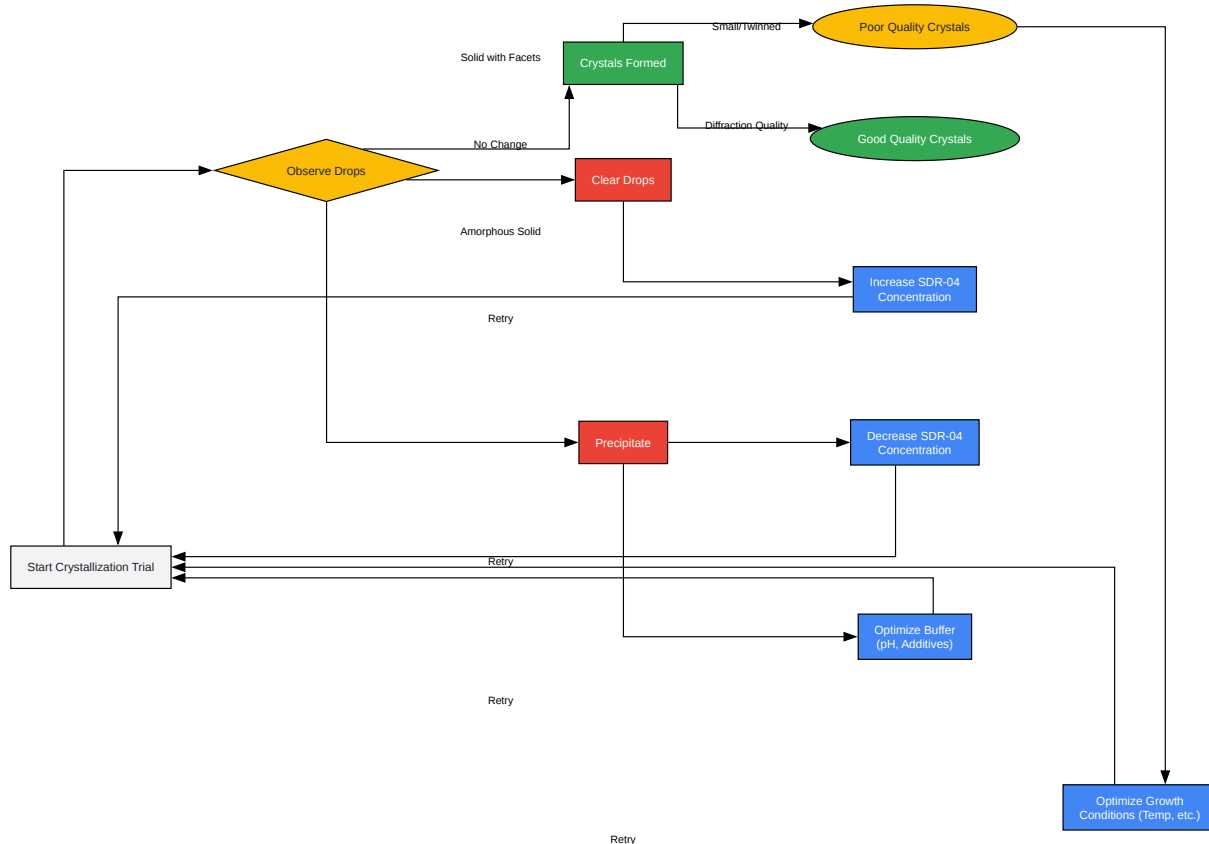 Small/Twinned
Poor Quality Crystals
Solid with Facets
Crystals Formed
Diffraction Quality
Good Quality Crystals
No Change
Observe Drops
Clear Drops
Amorphous Solid
Increase SDR-04
Concentration
Retry
Precipitate
Decrease SDR-04
Concentration
Start Crystallization Trial
Retry
Optimize Buffer
(pH, Additives)
Retry
Optimize Growth
Conditions (Temp, etc.)
Retry